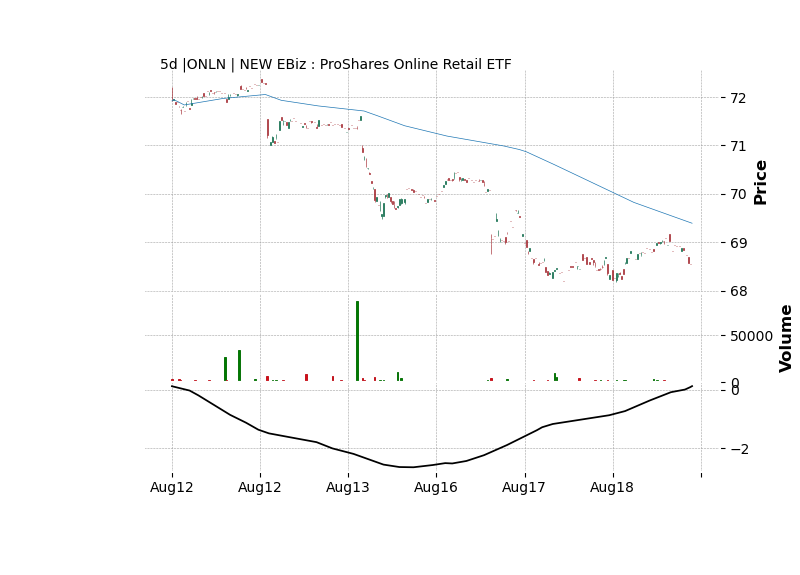 5d |ONLN | NEW EBiz : ProShares Online Retail ETF
72
71
70
69
68
Price
50000
0
Volume
0
−2
Aug12 Aug12 Aug13 Aug16 Aug17 Aug18